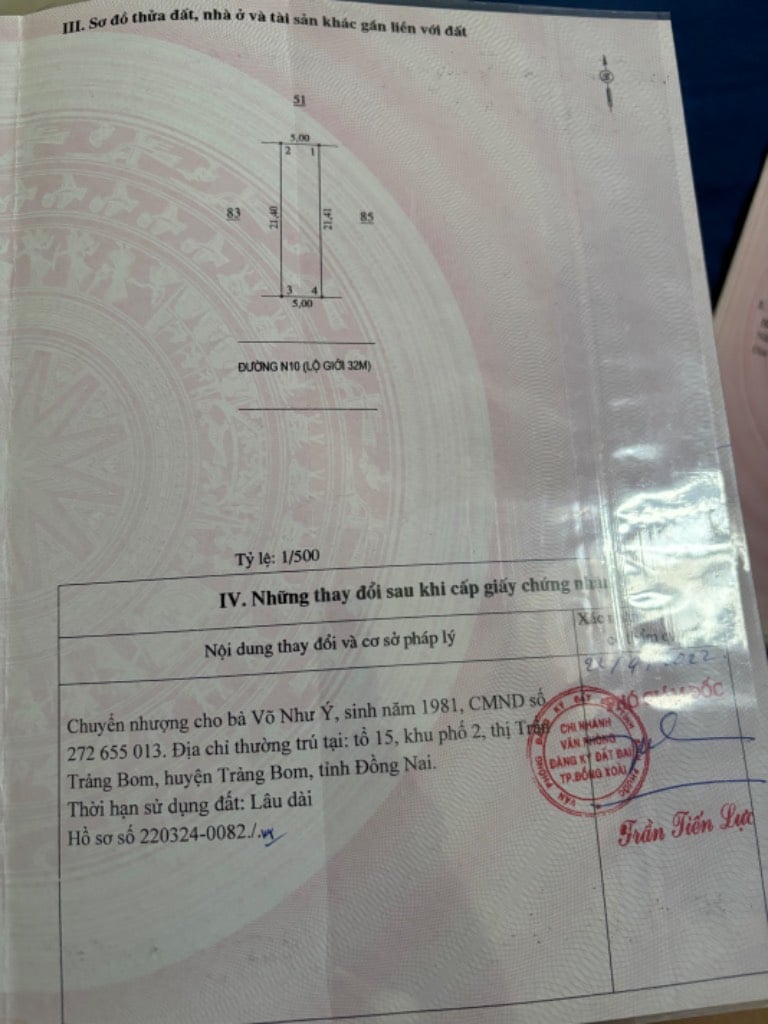 III. Sơ đồ thửa đất, nhà ở và tài sản khác gắn liền với đất
51
5,00
2 1
83
21,40
21,41
85
3 4
5,00
ĐƯỜNG N10 (LỘ GIỚI 32M)
Tỷ lệ: 1/500
IV. Những thay đổi sau khi cấp giấy chứng
Nội dung thay đổi và cơ sở pháp lý
Xác
Chuyển nhượng cho bà Võ Như Ý, sinh năm 1981, CMND số
272 655 013. Địa chỉ thường trú tại: tổ 15, khu phố 2, thị Trấn
Trảng Bom, huyện Trảng Bom, tỉnh Đồng Nai.
Thời hạn sử dụng đất: Lâu dài
Hồ sơ số 220324-0082./.
GIÁM ĐỐC
CHI NHÁNH
VĂN PHÒNG
ĐĂNG KÝ ĐẤT ĐAI
TP.ĐỒNG XOÀI
Trần Tiến Lực